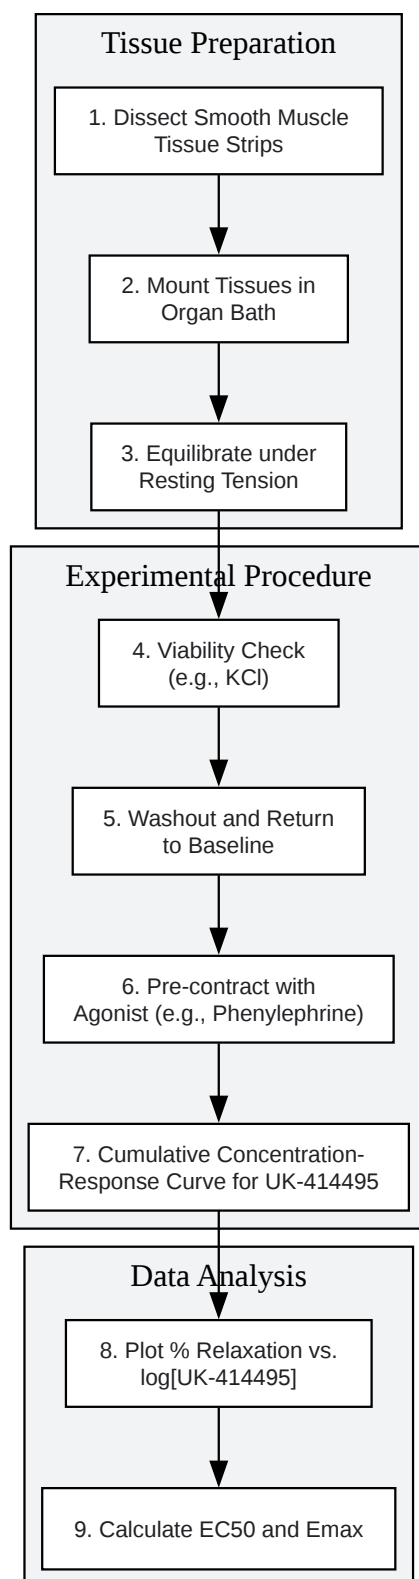 Tissue Preparation
1. Dissect Smooth Muscle
Tissue Strips
2. Mount Tissues in
Organ Bath
3. Equilibrate under
Resting Tension
Experimental Procedure
4. Viability Check
(e.g., KCl)
5. Washout and Return
to Baseline
6. Pre-contract with
Agonist (e.g., Phenylephrine)
7. Cumulative Concentration-
Response Curve for UK-414495
Data Analysis
8. Plot % Relaxation vs.
log[UK-414495]
9. Calculate EC50 and Emax